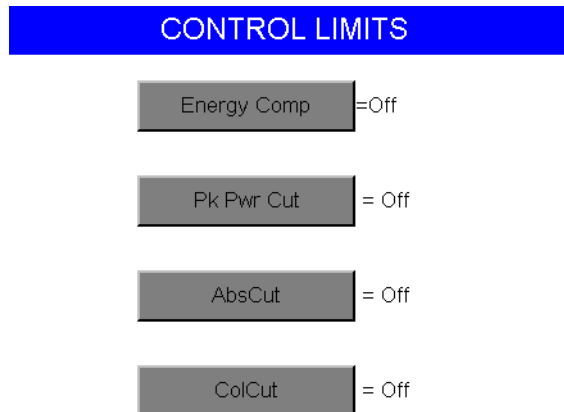 CONTROL LIMITS
Energy Comp =Off
Pk Pwr Cut = Off
AbsCut = Off
ColCut = Off